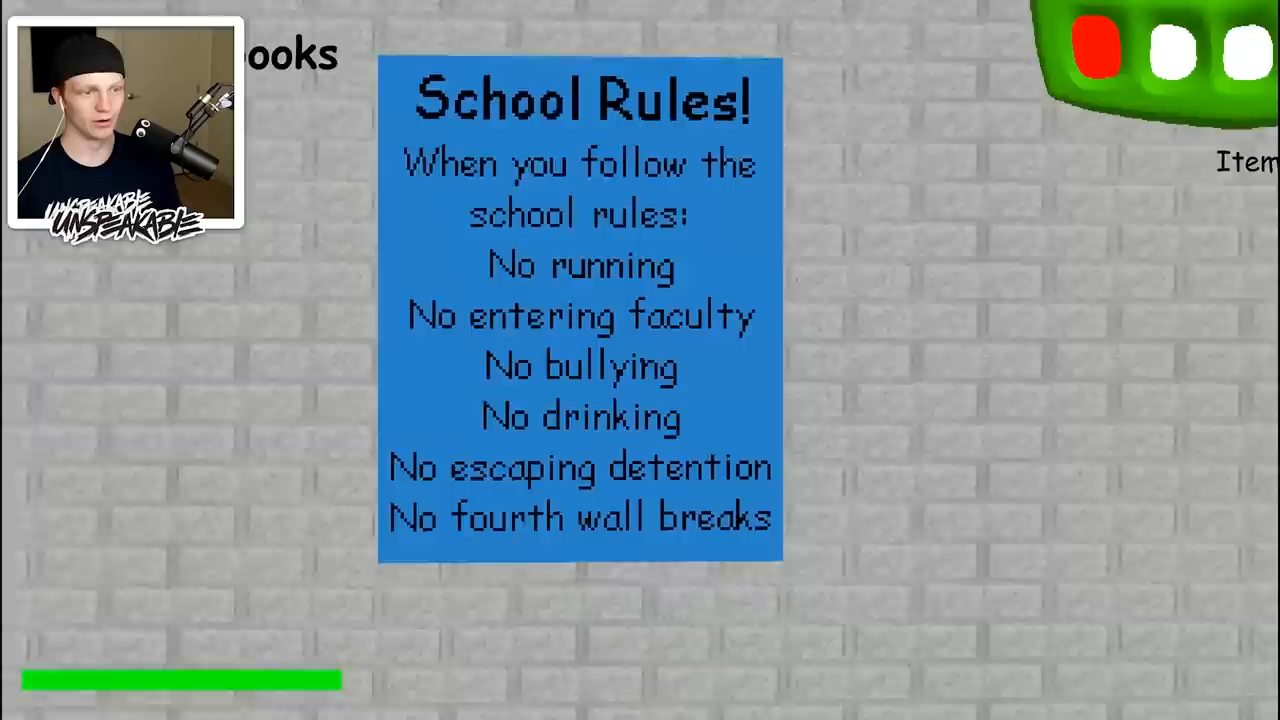 ooks
School Rules!
When you follow the
school rules:
No running
No entering faculty
No bullying
No drinking
No escaping detention
No fourth wall breaks
Item
UNSPEAKABLE
UNSPEAKABLE